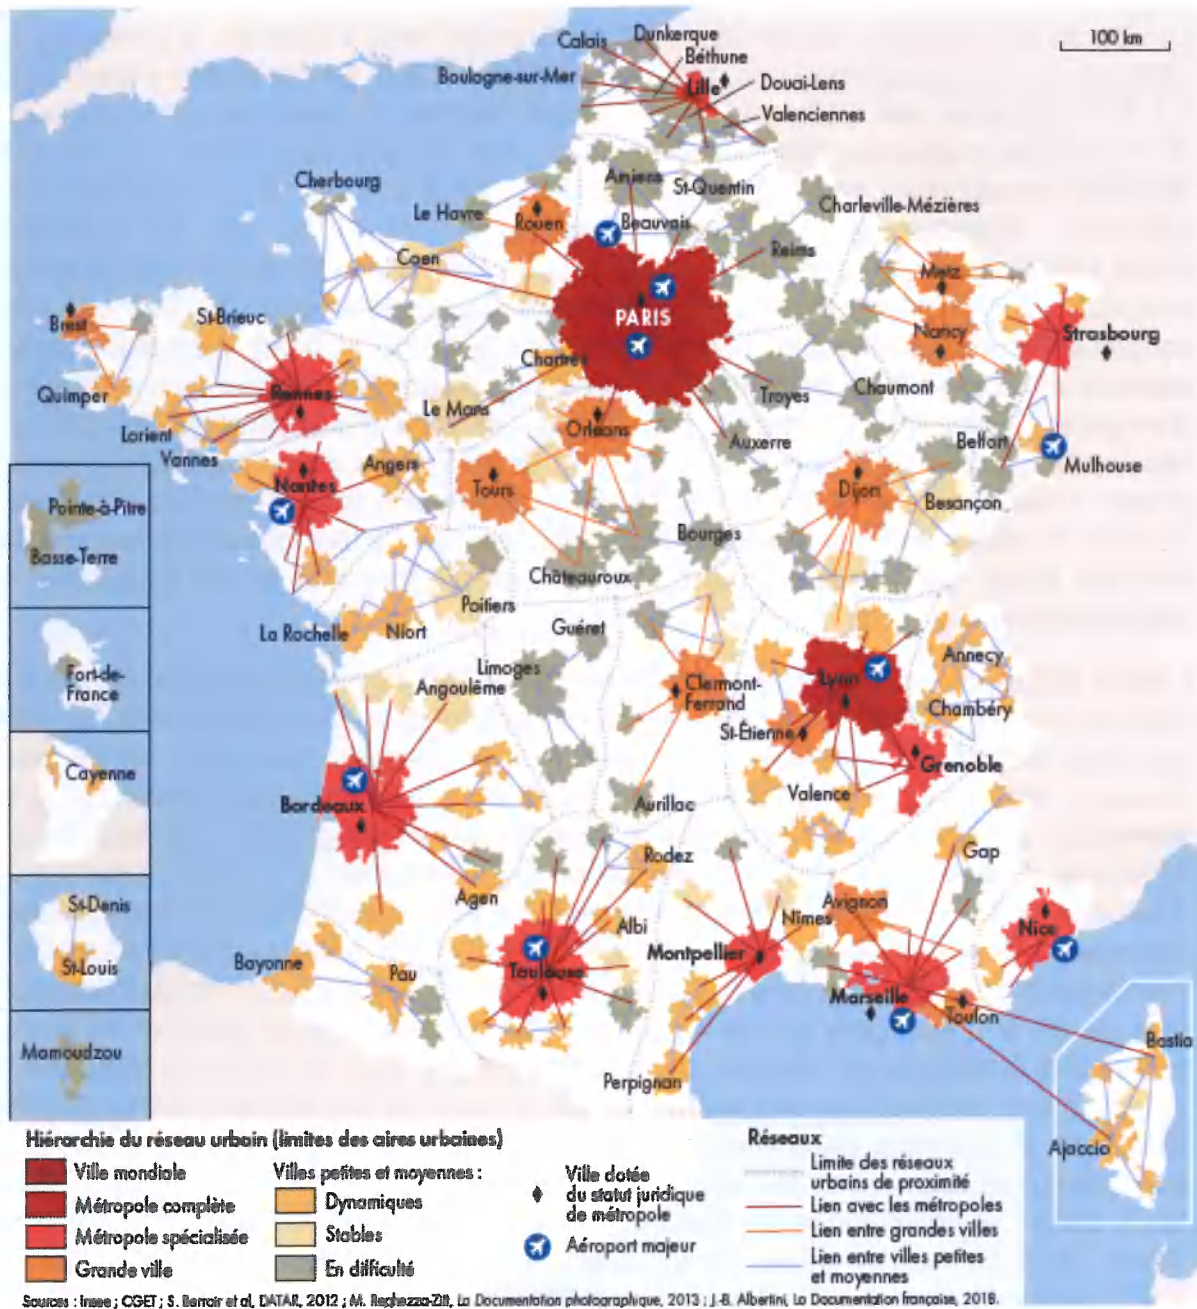 100 km
Dunkerque
Calais
Béthune
Boulogne-sur-Mer
Lille
Douai-Lens
Valenciennes
Cherbourg
Amiens
St-Quentin
Charleville-Mézières
Le Havre
Rouen
Beauvais
Reims
Caen
Metz
Brest
St-Brieuc
PARIS
Nancy
Strasbourg
Chartres
Quimper
Rennes
Le Mans
Troyes
Chaumont
Lorient
Orléans
Auxerre
Belfort
Vannes
Angers
Mulhouse
Nantes
Tours
Dijon
Besançon
Pointe-à-Pitre
Bourges
Basse-Terre
Châteauroux
Poitiers
La Rochelle
Niort
Guéret
Limoges
Annecy
Fort-de-
France
Angoulême
Clermont-
Ferrand
Lyon
Chambéry
St-Étienne
Cayenne
Grenoble
Bordeaux
Valence
Aurillac
Rodez
Gap
Agen
St-Denis
Albi
Nîmes
Avignon
Nice
St-Louis
Bayonne
Pau
Toulouse
Montpellier
Marseille
Toulon
Mamoudzou
Bastia
Perpignan
Ajaccio
Hiérarchie du réseau urbain (limites des aires urbaines)
Ville mondiale
Métropole complète
Métropole spécialisée
Grande ville
Villes petites et moyennes :
Dynamiques
Stables
En difficulté
Ville dotée
du statut juridique
de métropole
Aéroport majeur
Réseaux
Limite des réseaux
urbains de proximité
Lien avec les métropoles
Lien entre grandes villes
Lien entre villes petites
et moyennes
Sources : Insee ; CGET ; S. et al, DATAR, 2012 ; M. Reghezza-Zitt, La Documentation photographique, 2013 ; J.-B. Albertini, La Documentation française, 2018.